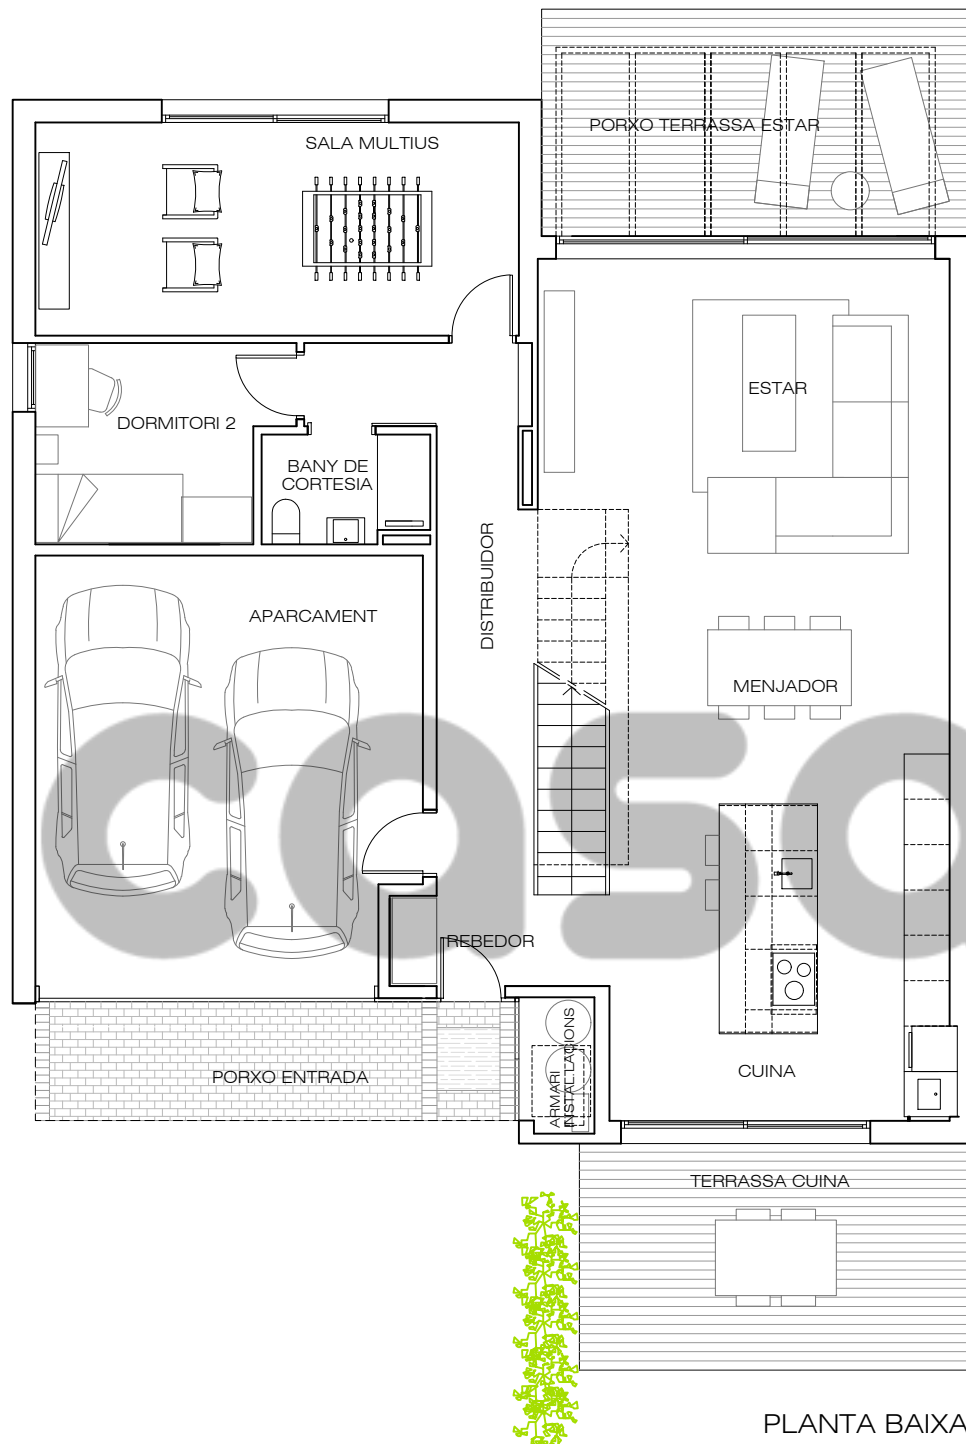 PORXO TERRASSA ESTAR
SALA MULTIUS
ESTAR
DORMITORI 2
BANY DE
CORTESIA
DISTRIBUIDOR
APARCAMENT
MENJADOR
REBEDOR
PORXO ENTRADA
ARMARI
INSTAL·LACIONS
CUINA
TERRASSA CUINA
PLANTA BAIXA